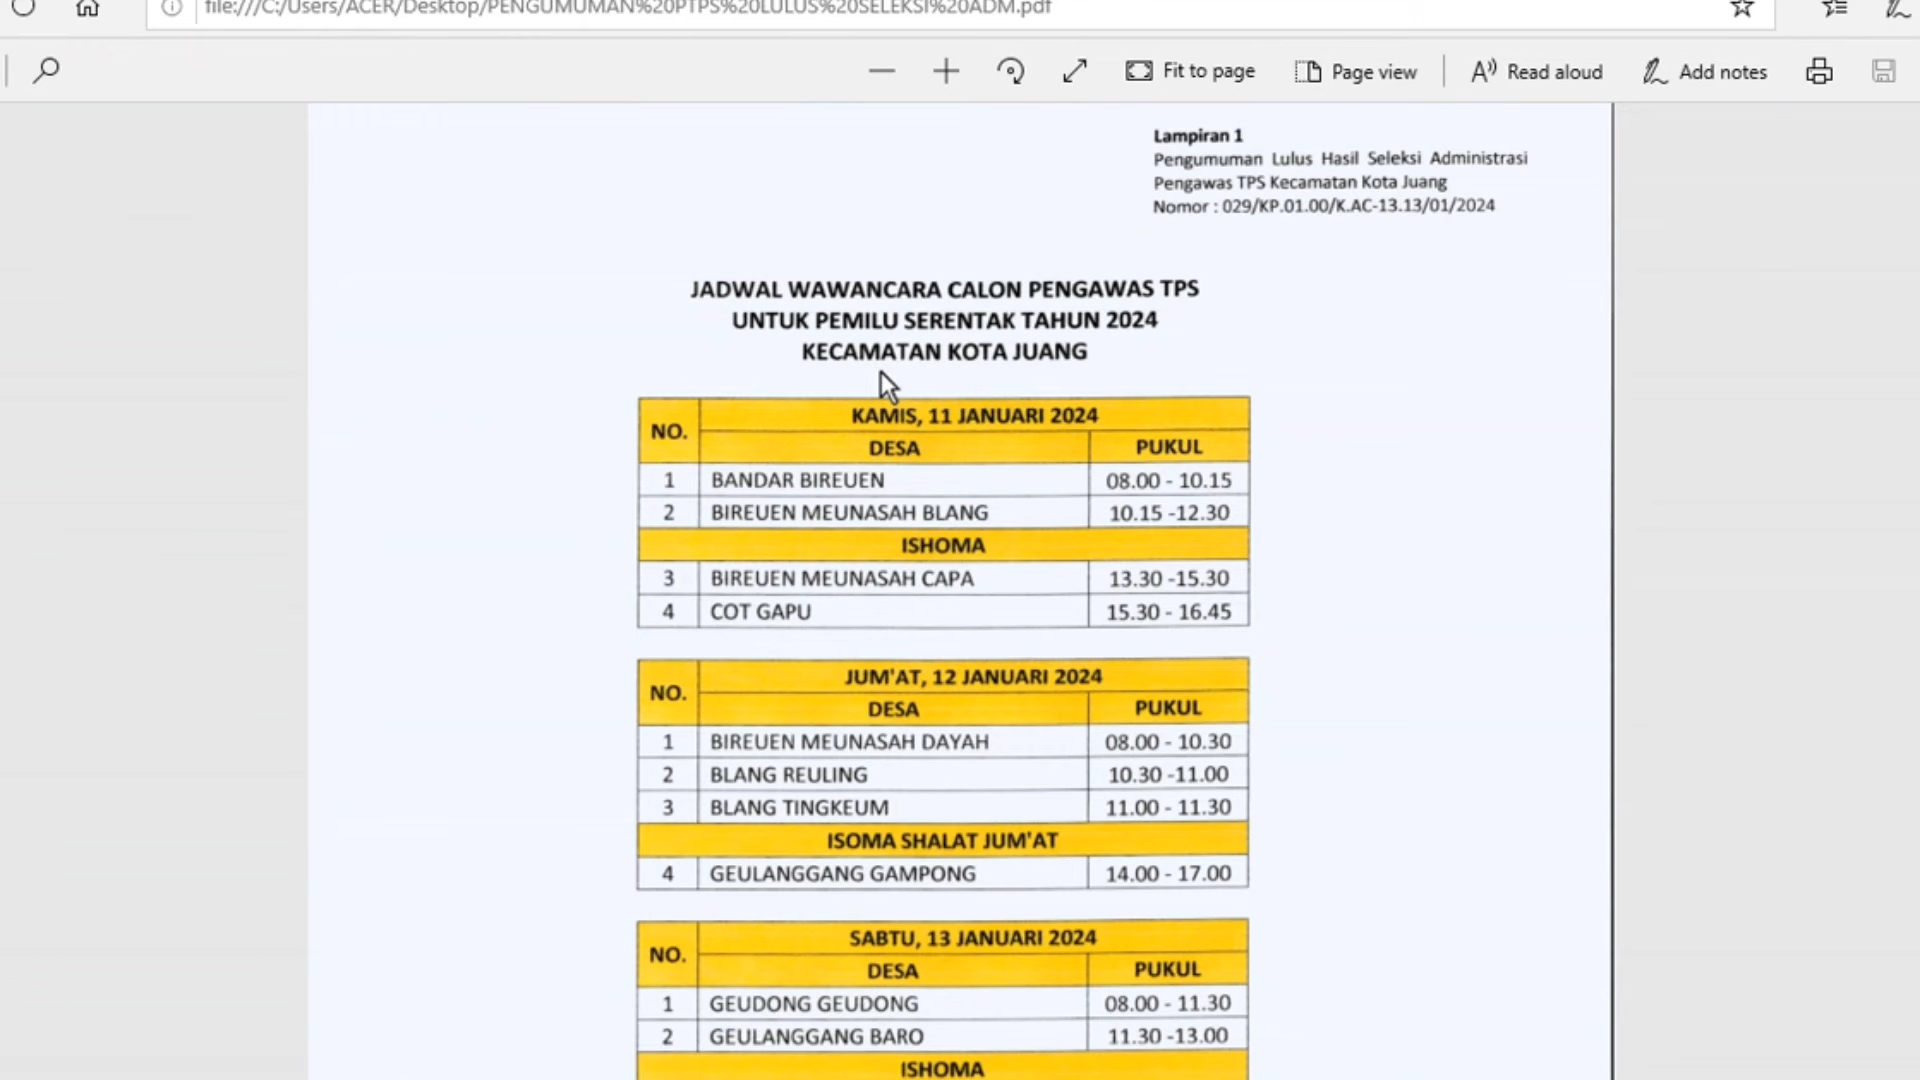 file:///C:/Users/ACER/Desktop/PENGUMUMAN%20PTPS%20LULUS%20SELEKSI%20ADM.pdf
Fit to page
Page view
Read aloud
Add notes
Lampiran 1
Pengumuman Lulus Hasil Seleksi Administrasi
Pengawas TPS Kecamatan Kota Juang
Nomor : 029/KP.01.00/K.AC-13.13/01/2024
JADWAL WAWANCARA CALON PENGAWAS TPS
UNTUK PEMILU SERENTAK TAHUN 2024
KECAMATAN KOTA JUANG
NO. KAMIS, 11 JANUARI 2024
DESA PUKUL
1 BANDAR BIREUEN 08.00 - 10.15
2 BIREUEN MEUNASAH BLANG 10.15 -12.30
ISHOMA
3 BIREUEN MEUNASAH CAPA 13.30 -15.30
4 COT GAPU 15.30 - 16.45
NO. JUM'AT, 12 JANUARI 2024
DESA PUKUL
1 BIREUEN MEUNASAH DAYAH 08.00 - 10.30
2 BLANG REULING 10.30 -11.00
3 BLANG TINGKEUM 11.00 - 11.30
ISOMA SHALAT JUM'AT
4 GEULANGGANG GAMPONG 14.00 - 17.00
NO. SABTU, 13 JANUARI 2024
DESA PUKUL
1 GEUDONG GEUDONG 08.00 - 11.30
2 GEULANGGANG BARO 11.30 -13.00
ISHOMA